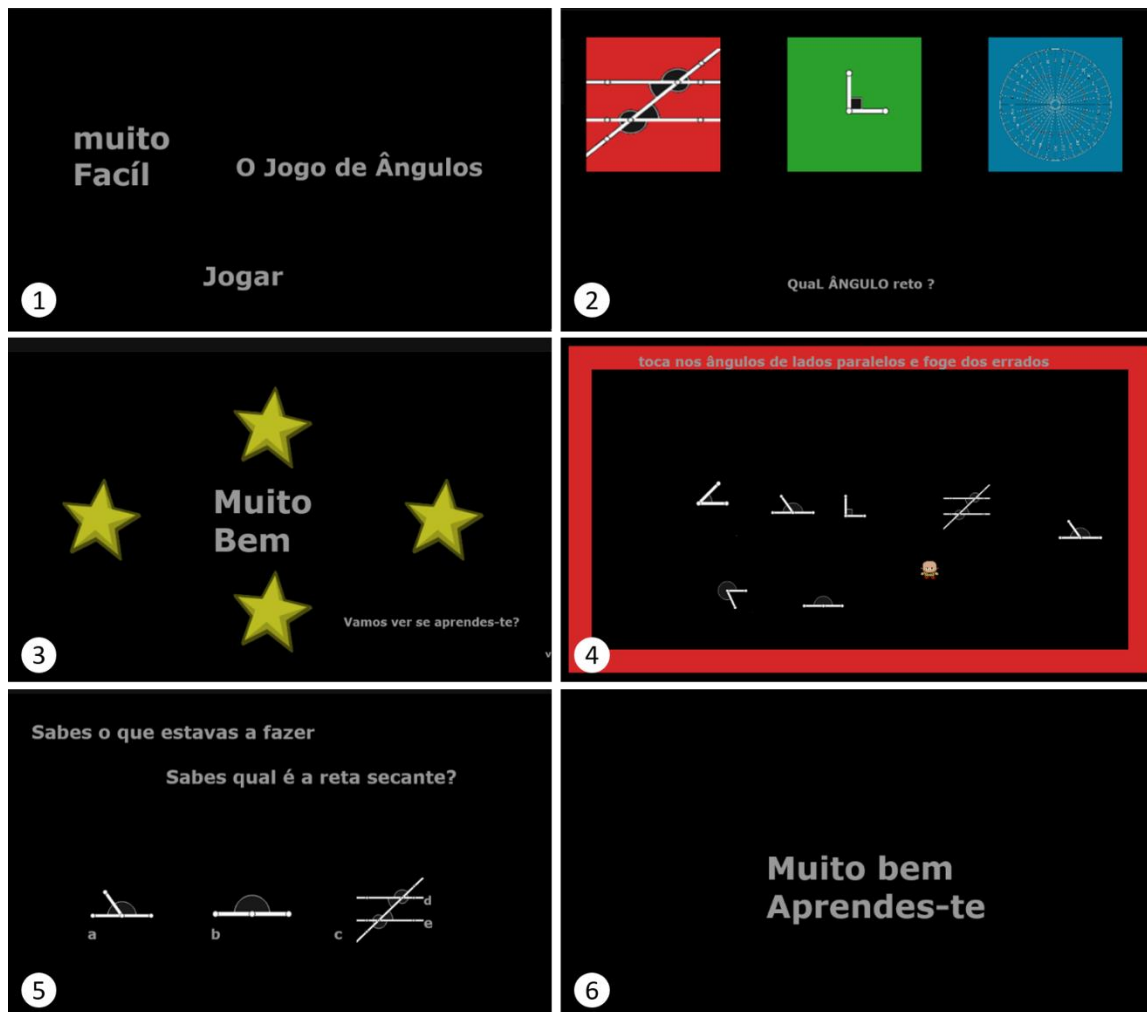 muito
Facíl
O Jogo de Ângulos
Jogar
1
QuaL ÂNGULO reto ?
2
Muito
Bem
Vamos ver se aprendes-te?
v
3
toca nos ângulos de lados paralelos e foge dos errados
4
Sabes o que estavas a fazer
Sabes qual é a reta secante?
d
e
a
b
c
5
Muito bem
Aprendes-te
6